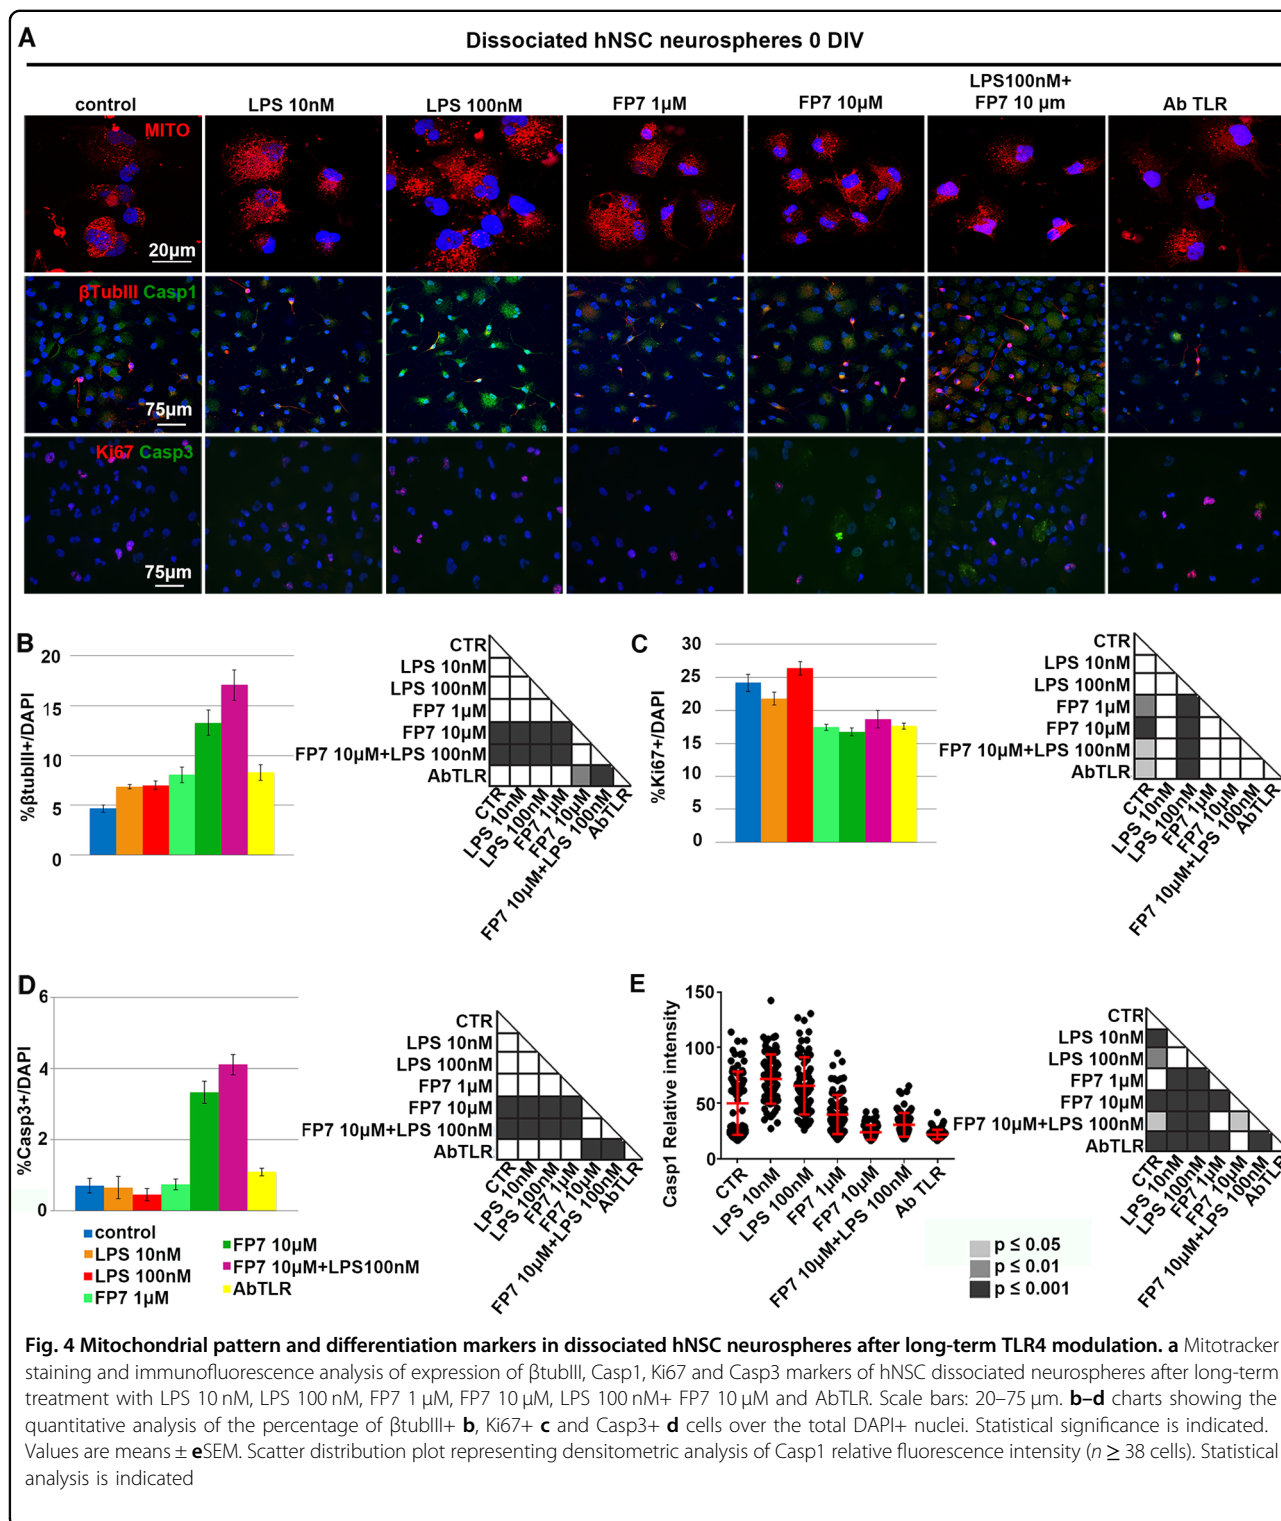 A
Dissociated hNSC neurospheres 0 DIV
control
LPS 10nM
LPS 100nM
FP7 1µM
FP7 10µM
LPS100nM+
FP7 10 µm
Ab TLR
MITO
20µm
βTubIII Casp1
75µm
Ki67 Casp3
75µm
B
%βtubIII+/DAPI
20
15
10
5
0
CTR
LPS 10nM
LPS 100nM
FP7 1µM
FP7 10µM
FP7 10µM+LPS 100nM
AbTLR
CTR
LPS 10nM
LPS 100nM
FP7 1µM
FP7 10µM
FP7 10µM+LPS 100nM
AbTLR
C
%Ki67+/DAPI
30
25
20
15
10
5
0
CTR
LPS 10nM
LPS 100nM
FP7 1µM
FP7 10µM
FP7 10µM+LPS 100nM
AbTLR
CTR
LPS 10nM
LPS 100nM
FP7 1µM
FP7 10µM
FP7 10µM+LPS 100nM
AbTLR
D
%Casp3+/DAPI
6
4
2
0
control
LPS 10nM
LPS 100nM
FP7 1µM
FP7 10µM
FP7 10µM+LPS100nM
AbTLR
CTR
LPS 10nM
LPS 100nM
FP7 1µM
FP7 10µM
FP7 10µM+LPS 100nM
AbTLR
CTR
LPS 10nM
LPS 100nM
FP7 1µM
FP7 10µM
FP7 10µM+LPS 100nM
AbTLR
E
Casp1 Relative intensity
150
100
50
0
CTR
LPS 10nM
LPS 100nM
FP7 1µM
FP7 10µM
FP7 10µM+LPS 100nM
Ab TLR
CTR
LPS 10nM
LPS 100nM
FP7 1µM
FP7 10µM
FP7 10µM+LPS 100nM
AbTLR
CTR
LPS 10nM
LPS 100nM
FP7 1µM
FP7 10µM
FP7 10µM+LPS 100nM
AbTLR
p ≤ 0.05
p ≤ 0.01
p ≤ 0.001
Fig. 4 Mitochondrial pattern and differentiation markers in dissociated hNSC neurospheres after long-term TLR4 modulation. a Mitotracker
staining and immunofluorescence analysis of expression of βtubIII, Casp1, Ki67 and Casp3 markers of hNSC dissociated neurospheres after long-term
treatment with LPS 10 nM, LPS 100 nM, FP7 1 µM, FP7 10 µM, LPS 100 nM+ FP7 10 µM and AbTLR. Scale bars: 20–75 µm. b–d charts showing the
quantitative analysis of the percentage of βtubIII+ b, Ki67+ c and Casp3+ d cells over the total DAPI+ nuclei. Statistical significance is indicated.
Values are means ± eSEM. Scatter distribution plot representing densitometric analysis of Casp1 relative fluorescence intensity (n ≥ 38 cells). Statistical
analysis is indicated